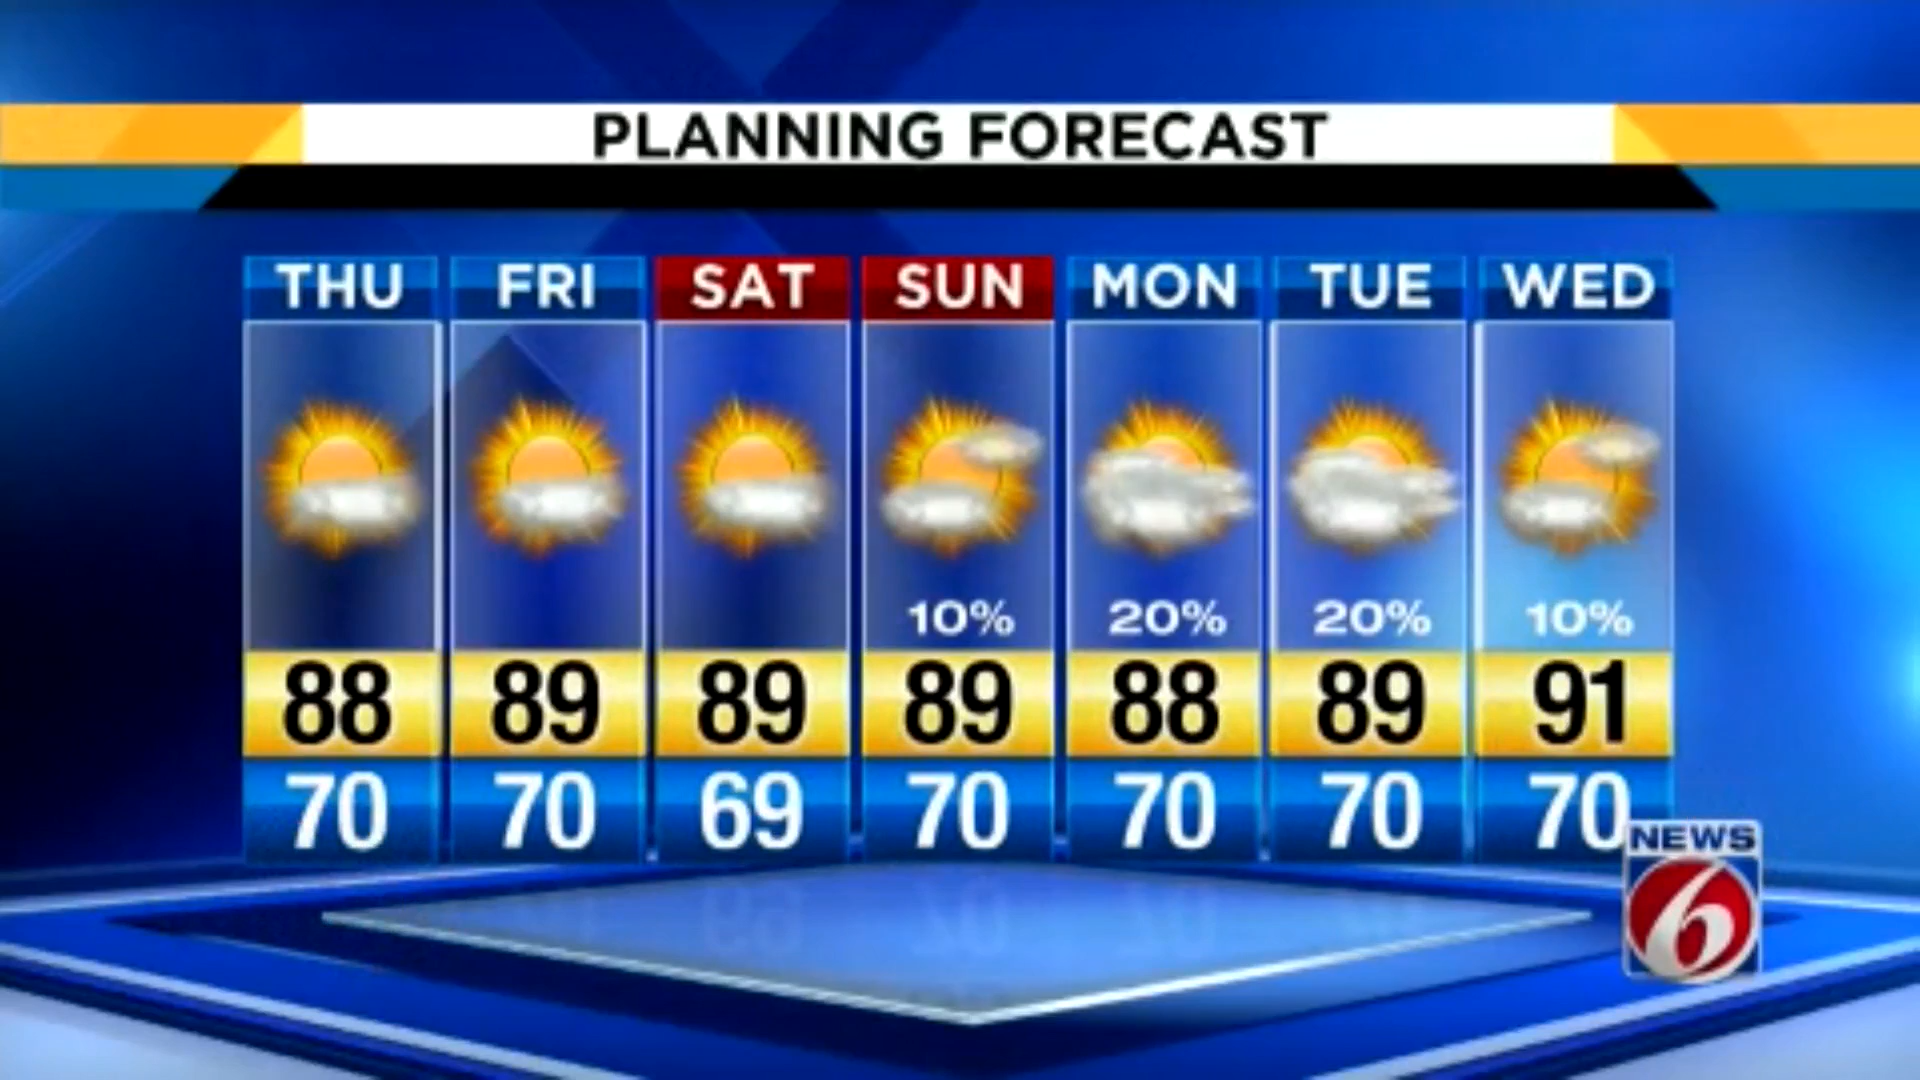 PLANNING FORECAST
THU FRI SAT SUN MON TUE WED
10% 20% 20% 10%
88 89 89 89 88 89 91
70 70 69 70 70 70 70
NEWS
6